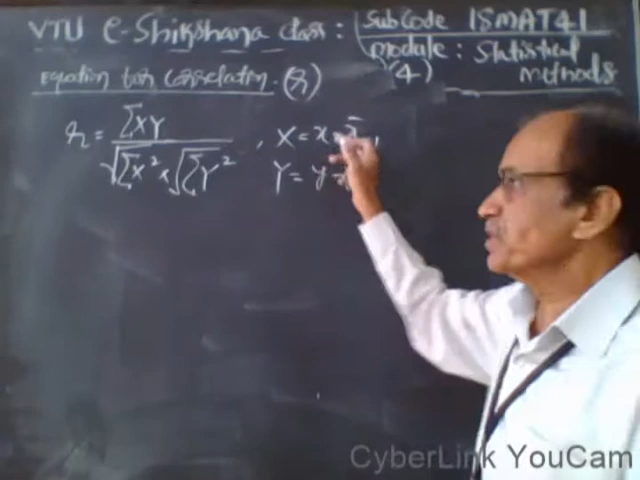 VTU e-Shikshana class :
Sub Code 15MAT41
Module : Statistical
(4) methods
Equation for Correlation - (r)
r = ΣXY / √ΣX² × √ΣY² , X = x - x̄
Y = y -
CyberLink YouCam